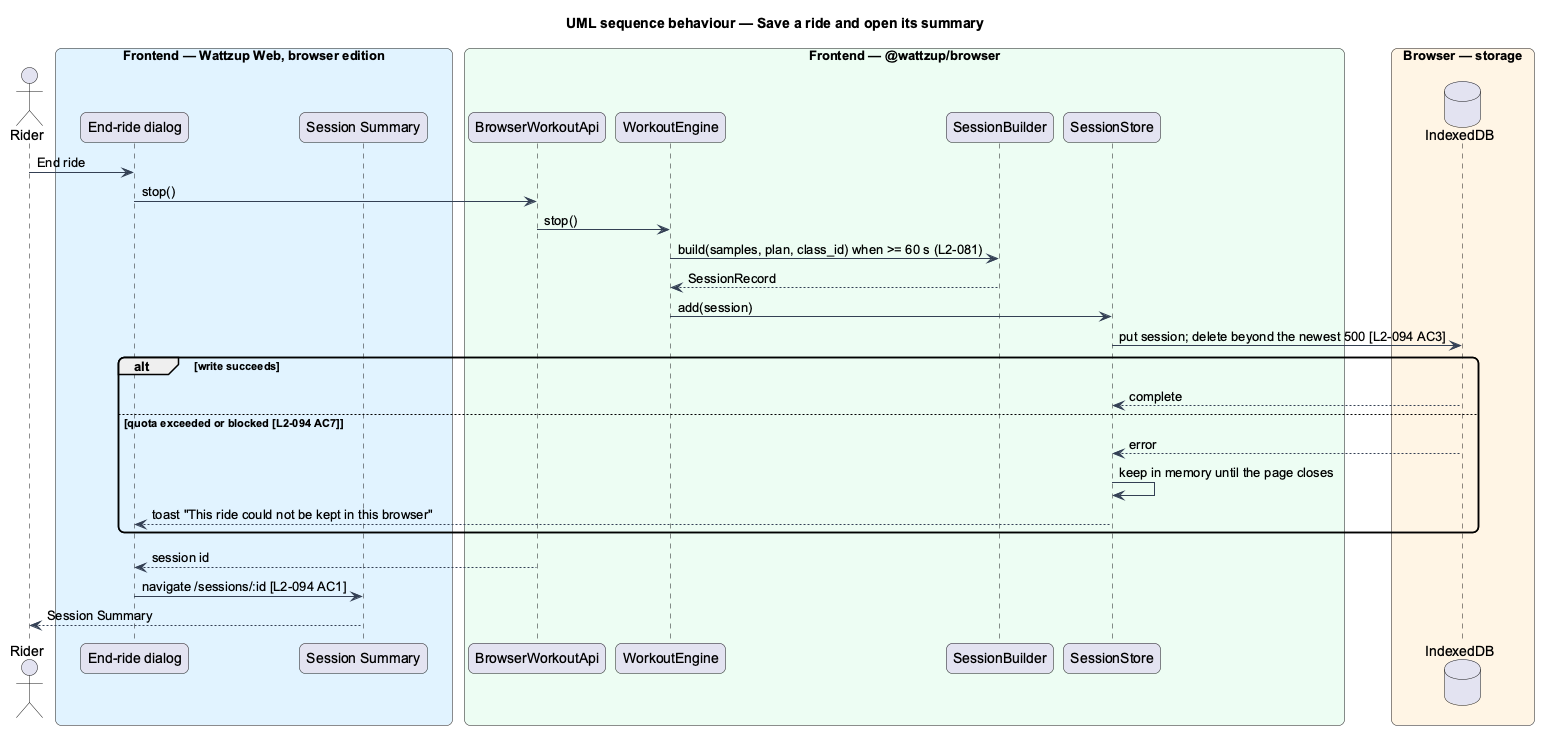 UML sequence behaviour — Save a ride and open its summary
Frontend — Wattzup Web, browser edition
Frontend — @wattzup/browser
Browser — storage
Rider
End-ride dialog
Session Summary
BrowserWorkoutApi
WorkoutEngine
SessionBuilder
SessionStore
IndexedDB
End ride
stop()
stop()
build(samples, plan, class_id) when >= 60 s (L2-081)
SessionRecord
add(session)
put session; delete beyond the newest 500 [L2-094 AC3]
alt
[write succeeds]
complete
[quota exceeded or blocked [L2-094 AC7]]
error
keep in memory until the page closes
toast "This ride could not be kept in this browser"
session id
navigate /sessions/:id [L2-094 AC1]
Session Summary
Rider
End-ride dialog
Session Summary
BrowserWorkoutApi
WorkoutEngine
SessionBuilder
SessionStore
IndexedDB